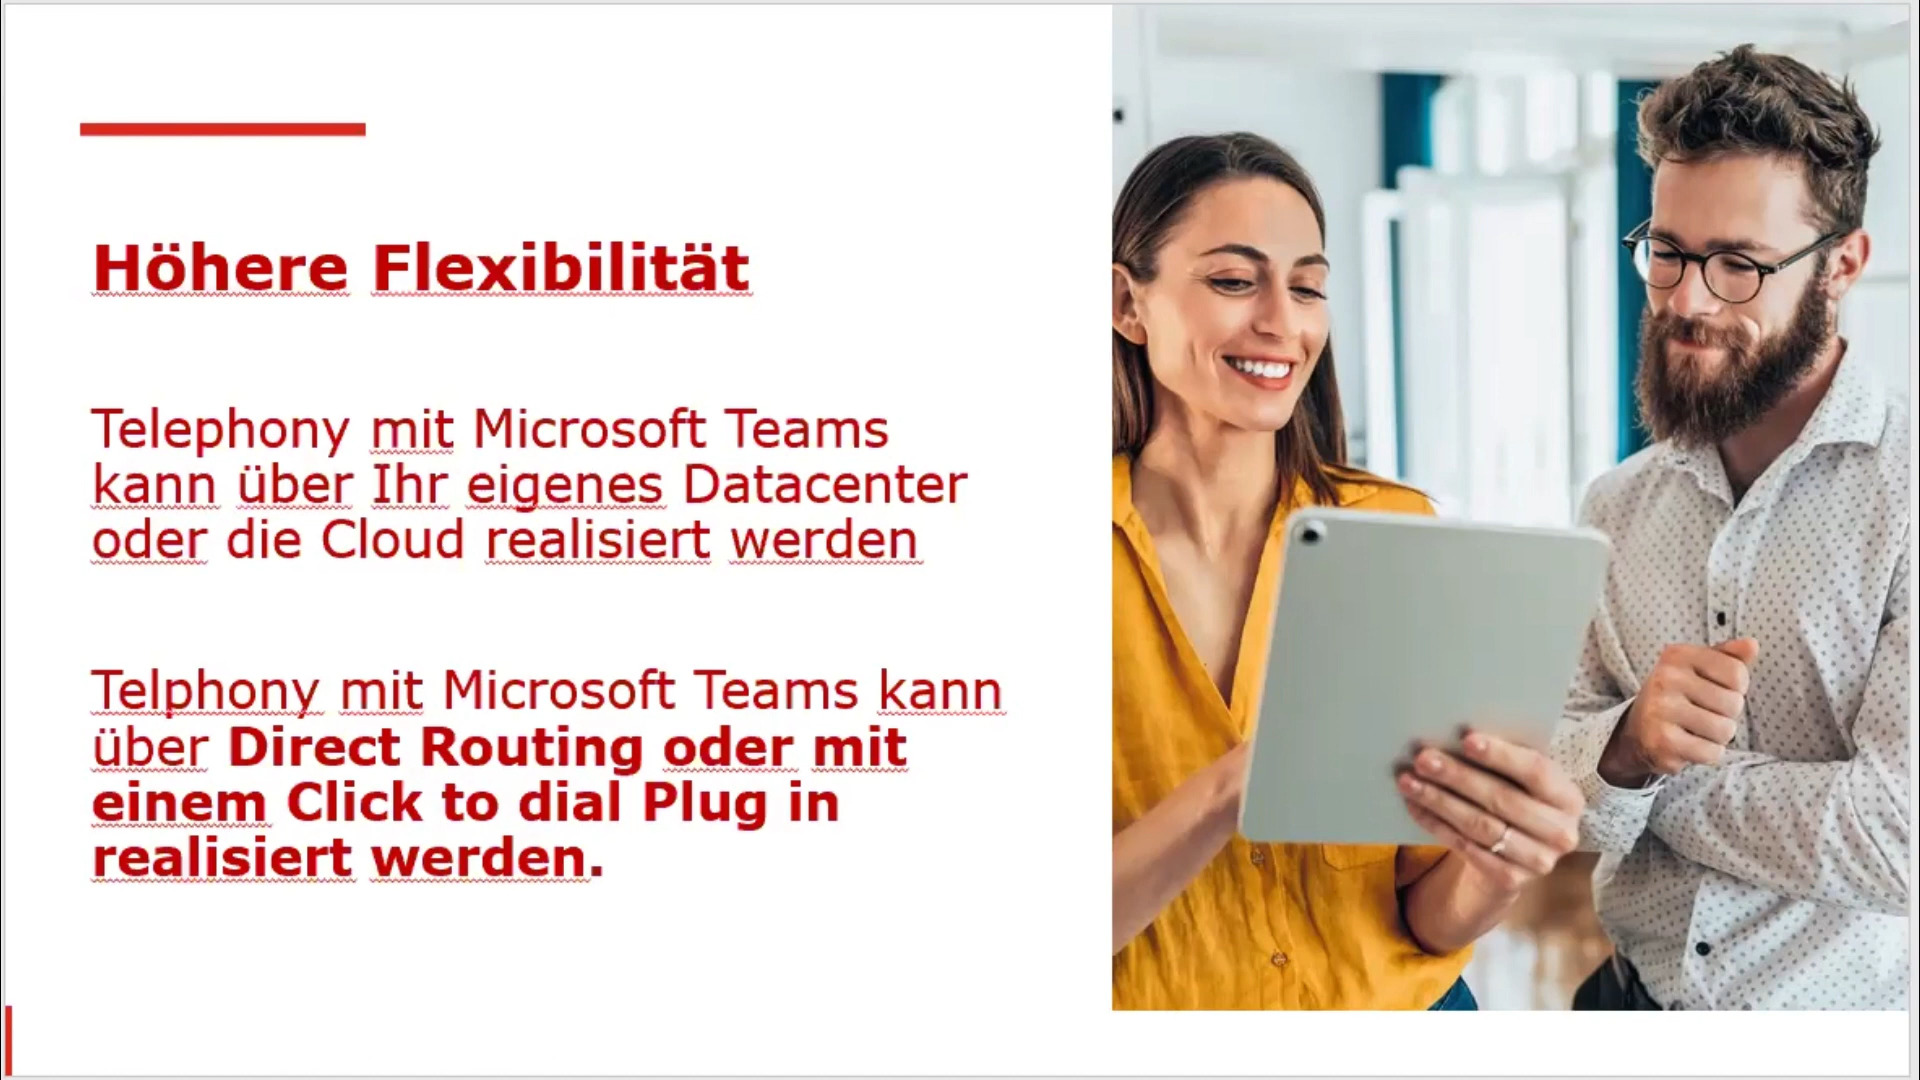 Höhere Flexibilität
Telephony mit Microsoft Teams
kann über Ihr eigenes Datacenter
oder die Cloud realisiert werden
Telphony mit Microsoft Teams kann
über Direct Routing oder mit
einem Click to dial Plug in
realisiert werden.